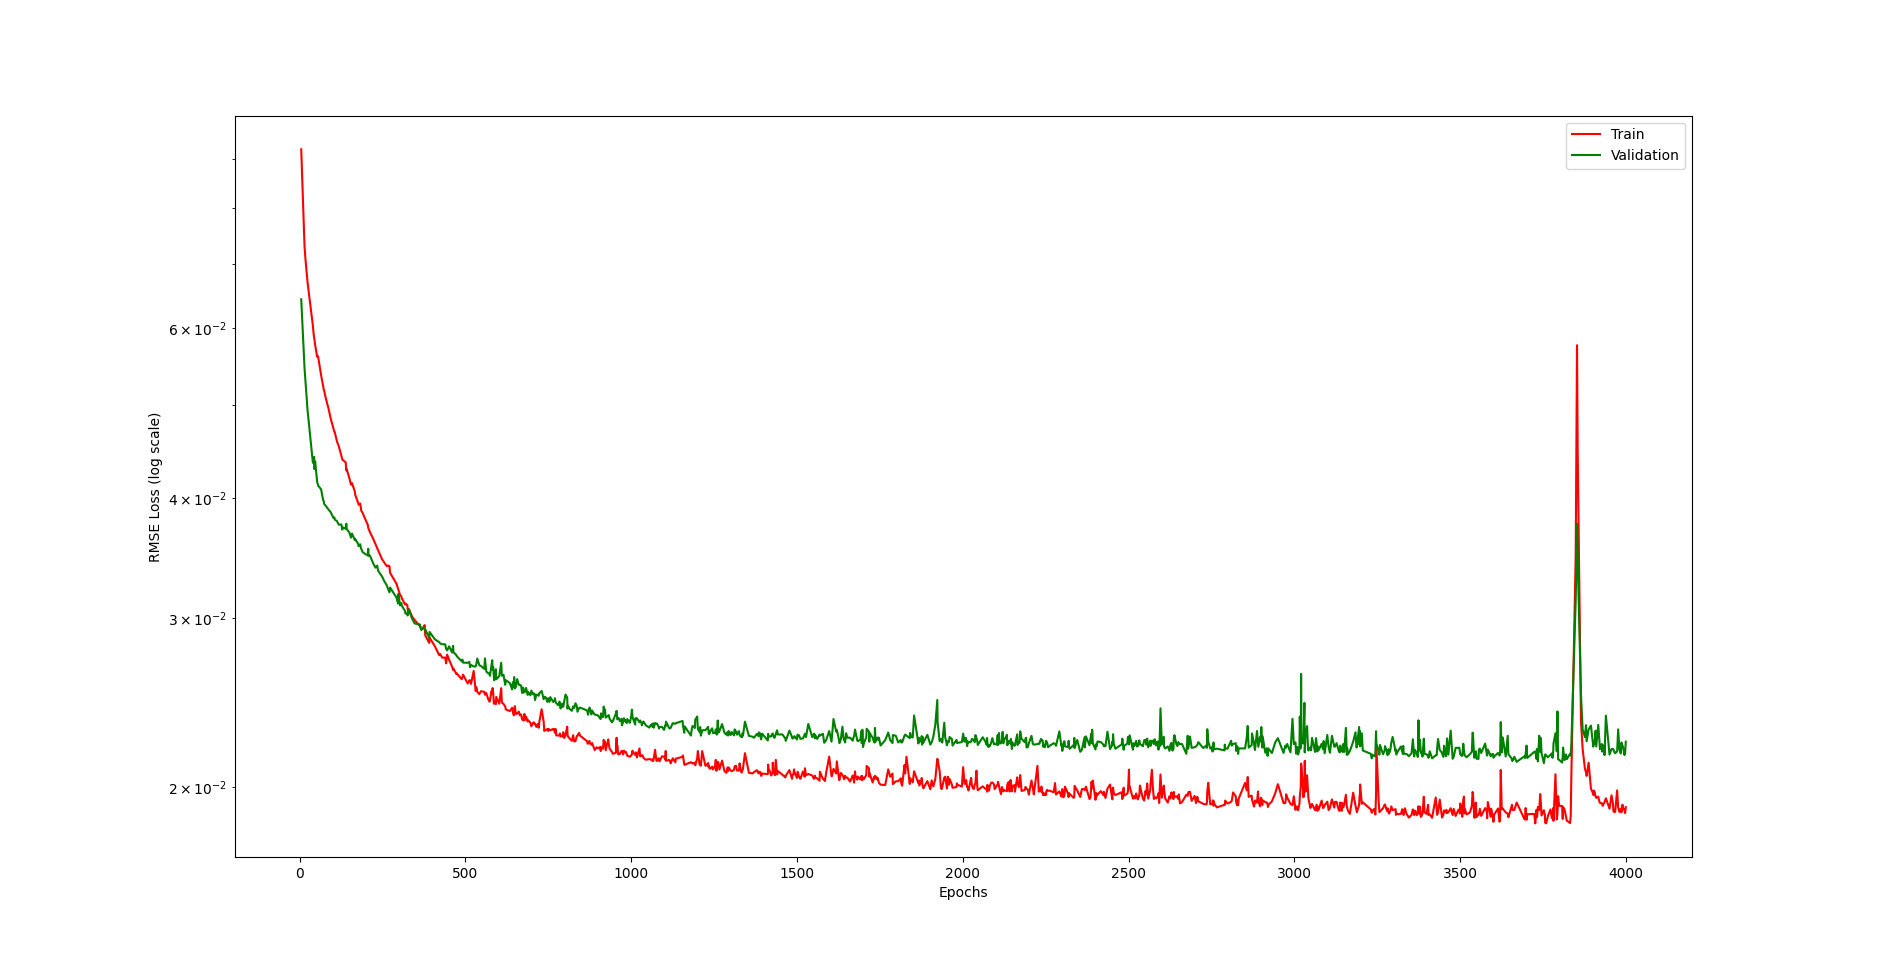 Train
Validation
RMSE Loss (log scale)
6 × 10⁻²
4 × 10⁻²
3 × 10⁻²
2 × 10⁻²
0 500 1000 1500 2000 2500 3000 3500 4000
Epochs